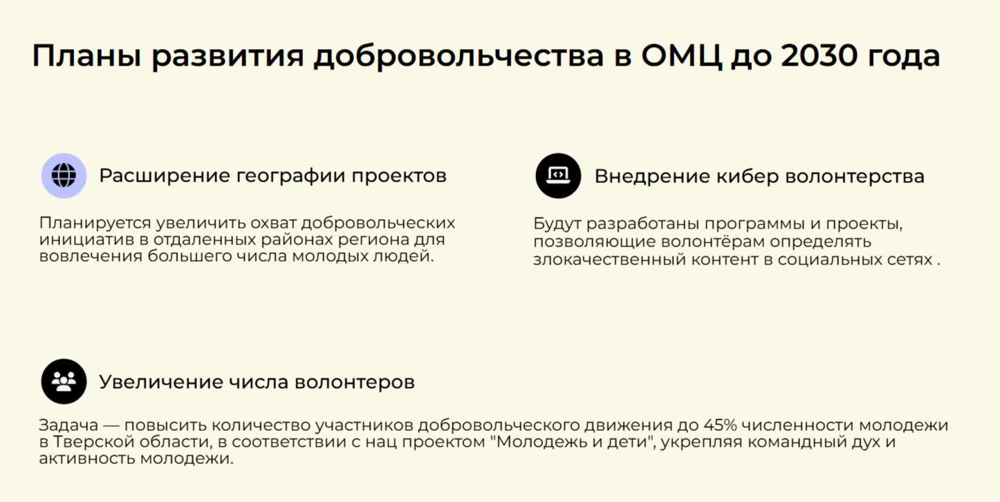 Планы развития добровольчества в ОМЦ до 2030 года
Расширение географии проектов
Планируется увеличить охват добровольческих
инициатив в отдаленных районах региона для
вовлечения большего числа молодых людей.
Внедрение кибер волонтерства
Будут разработаны программы и проекты,
позволяющие волонтёрам определять
злокачественный контент в социальных сетях .
Увеличение числа волонтеров
Задача — повысить количество участников добровольческого движения до 45% численности молодежи
в Тверской области, в соответствии с нац проектом "Молодежь и дети", укрепляя командный дух и
активность молодежи.